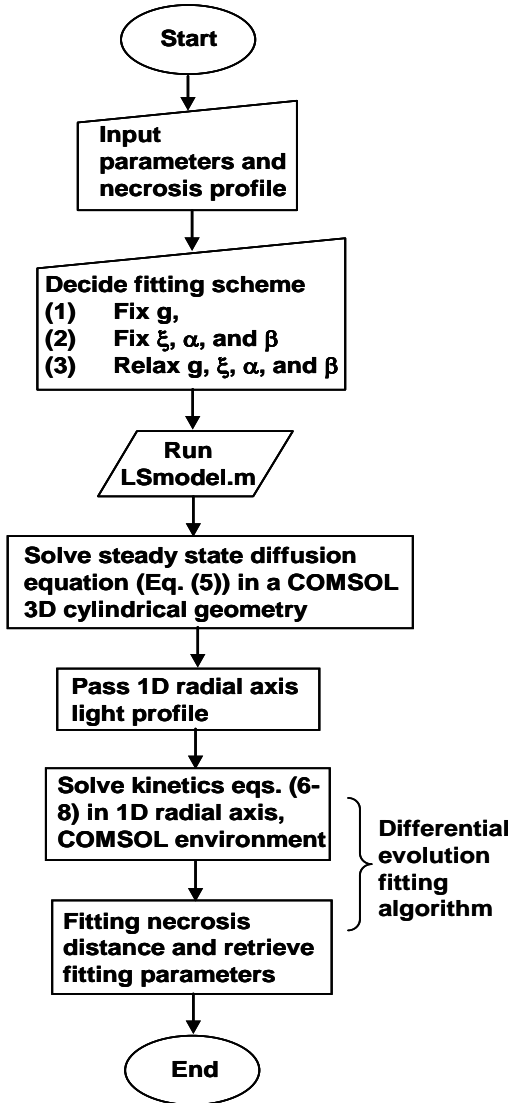 Start
Input
parameters and
necrosis profile
Decide fitting scheme
(1) Fix g,
(2) Fix ξ, α, and β
(3) Relax g, ξ, α, and β
Run
LSmodel.m
Solve steady state diffusion
equation (Eq. (5)) in a COMSOL
3D cylindrical geometry
Pass 1D radial axis
light profile
Solve kinetics eqs. (6-
8) in 1D radial axis,
COMSOL environment
Differential
evolution
fitting
algorithm
Fitting necrosis
distance and retrieve
fitting parameters
End